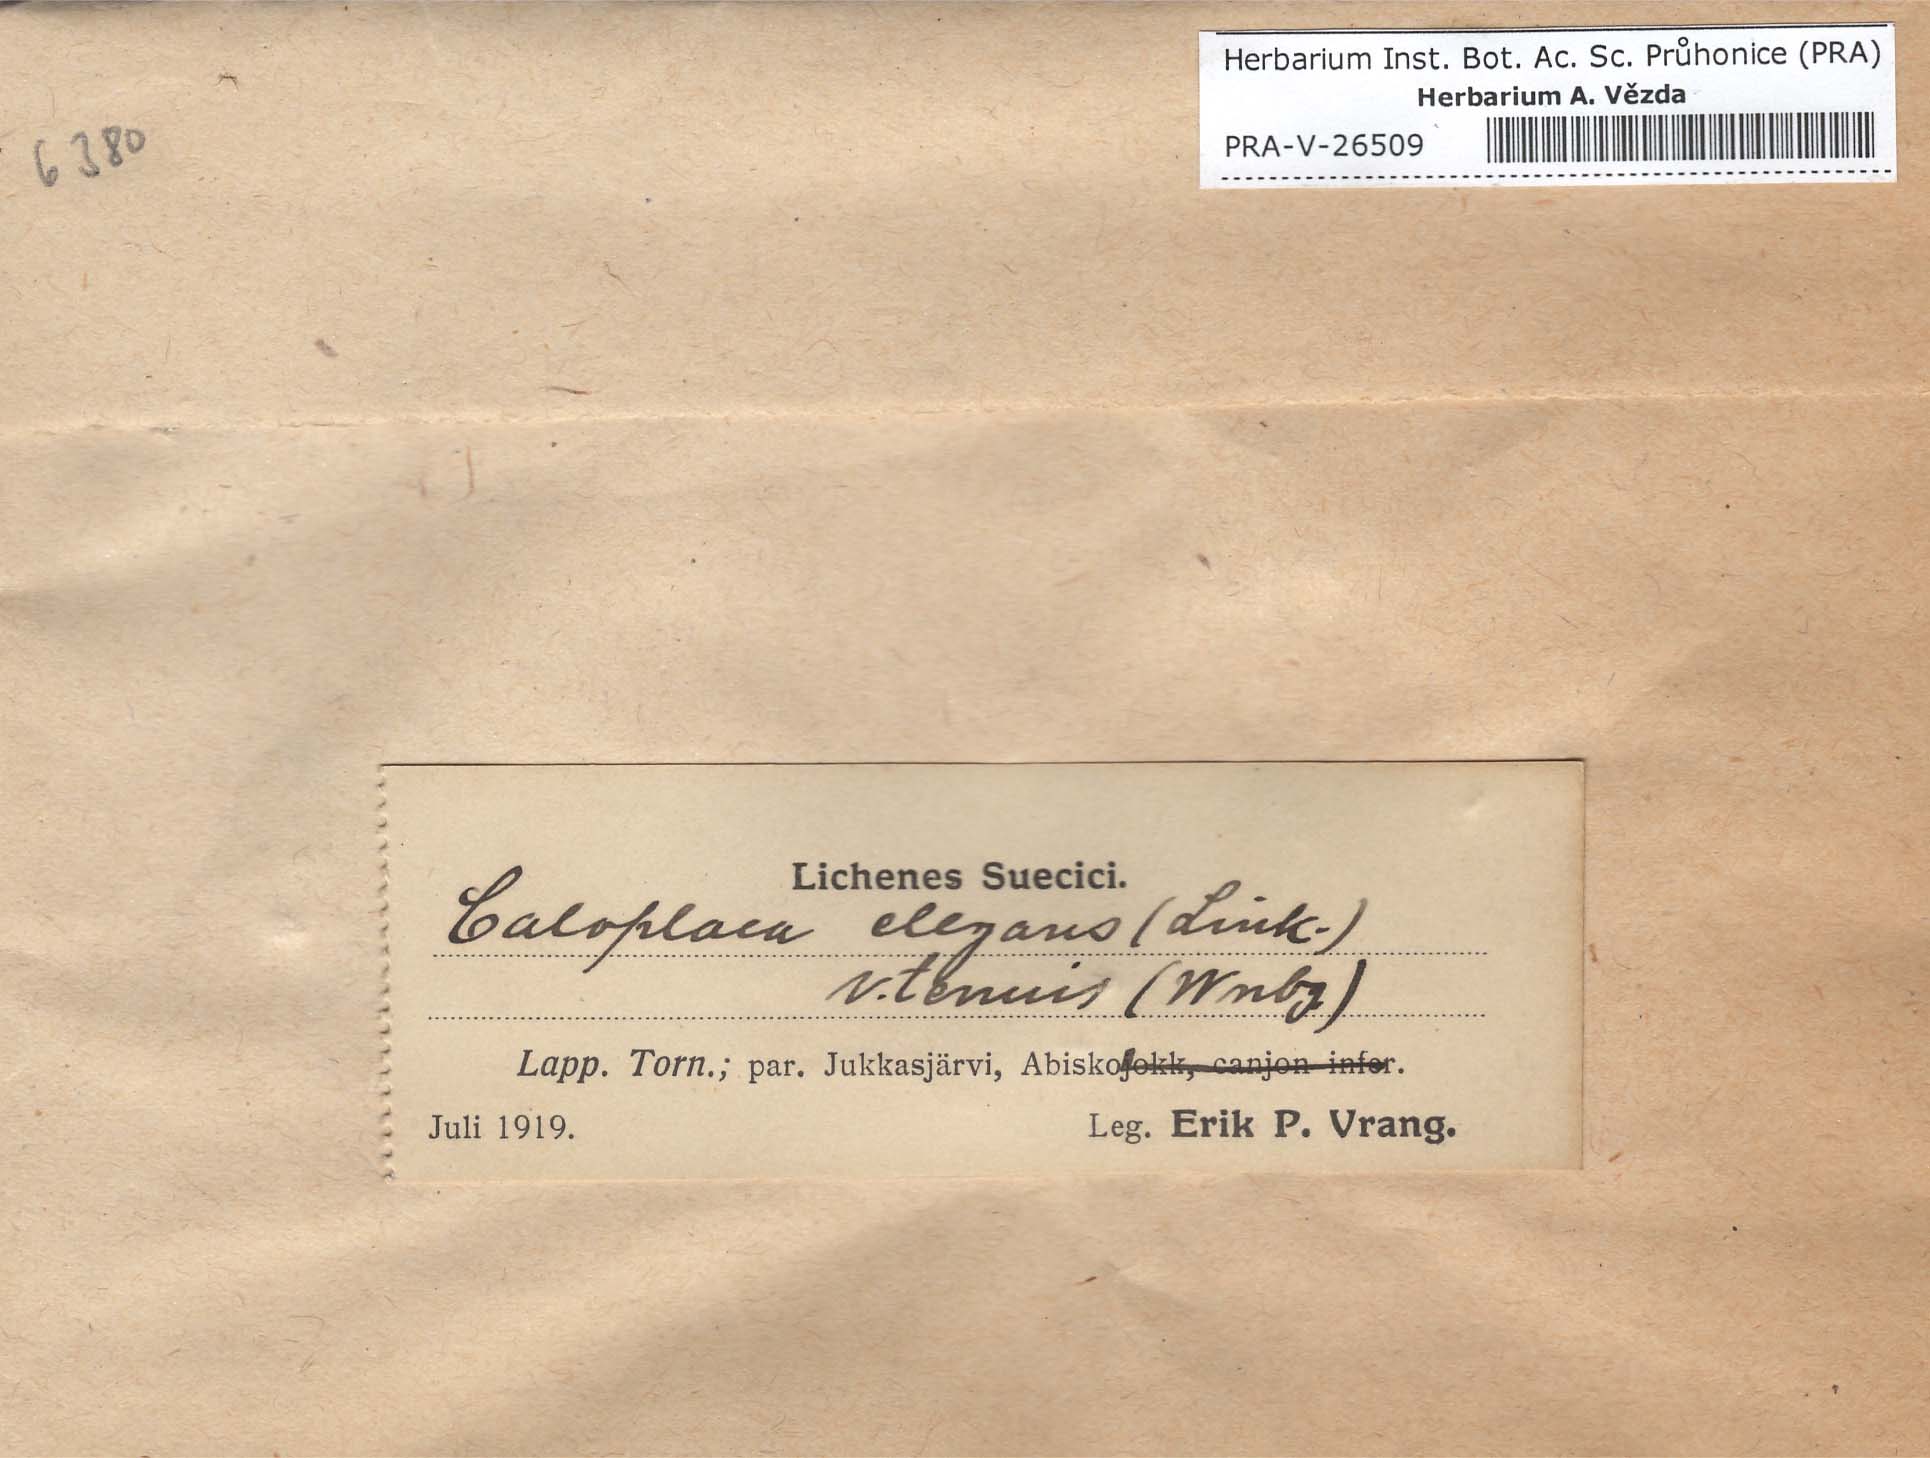 Herbarium Inst. Bot. Ac. Sc. Průhonice (PRA)
Herbarium A. Vězda
PRA-V-26509
6380
Lichenes Suecici.
Caloplaca elegans (Link.)
v. tenuis (Wnbg)
Lapp. Torn.; par. Jukkasjärvi, Abiskojokk, canjon infer.
Juli 1919.
Leg. Erik P. Vrang.